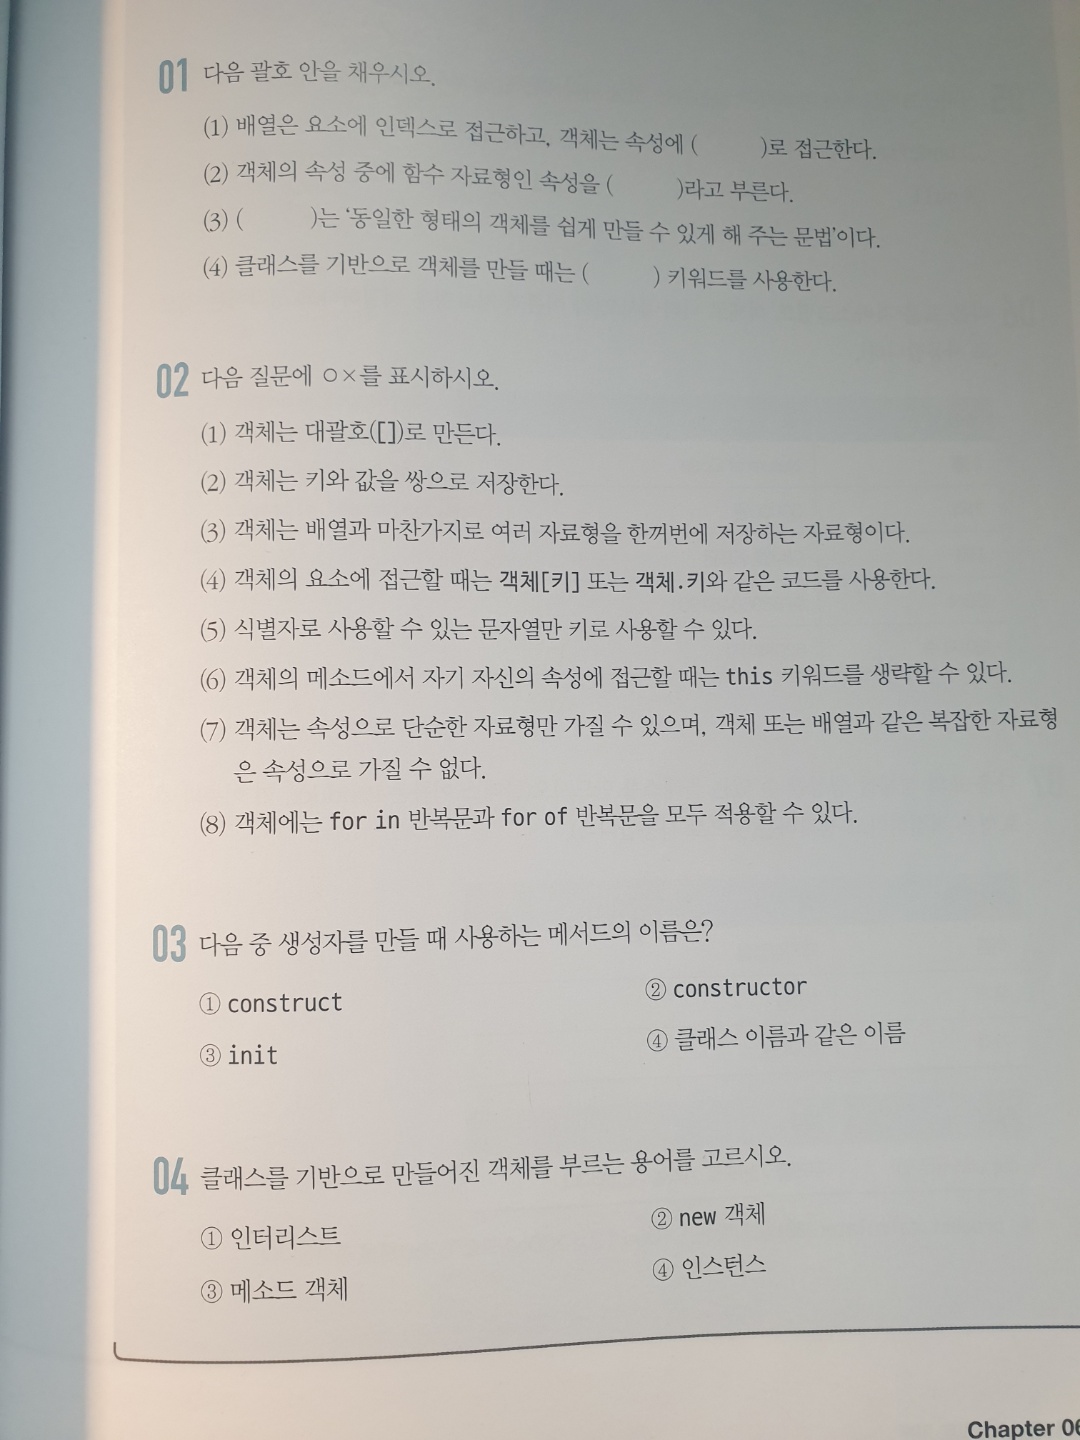 01 다음 괄호 안을 채우시오.
(1) 배열은 요소에 인덱스로 접근하고, 객체는 속성에 ( )로 접근한다.
(2) 객체의 속성 중에 함수 자료형인 속성을 ( )라고 부른다.
(3) ( )는 '동일한 형태의 객체를 쉽게 만들 수 있게 해 주는 문법'이다.
(4) 클래스를 기반으로 객체를 만들 때는 ( ) 키워드를 사용한다.
02 다음 질문에 ○×를 표시하시오.
(1) 객체는 대괄호([])로 만든다.
(2) 객체는 키와 값을 쌍으로 저장한다.
(3) 객체는 배열과 마찬가지로 여러 자료형을 한꺼번에 저장하는 자료형이다.
(4) 객체의 요소에 접근할 때는 객체[키] 또는 객체.키와 같은 코드를 사용한다.
(5) 식별자로 사용할 수 있는 문자열만 키로 사용할 수 있다.
(6) 객체의 메소드에서 자기 자신의 속성에 접근할 때는 this 키워드를 생략할 수 있다.
(7) 객체는 속성으로 단순한 자료형만 가질 수 있으며, 객체 또는 배열과 같은 복잡한 자료형
은 속성으로 가질 수 없다.
(8) 객체에는 for in 반복문과 for of 반복문을 모두 적용할 수 있다.
03 다음 중 생성자를 만들 때 사용하는 메서드의 이름은?
① construct ② constructor
③ init ④ 클래스 이름과 같은 이름
04 클래스를 기반으로 만들어진 객체를 부르는 용어를 고르시오.
① 인터리스트 ② new 객체
③ 메소드 객체 ④ 인스턴스
Chapter 06